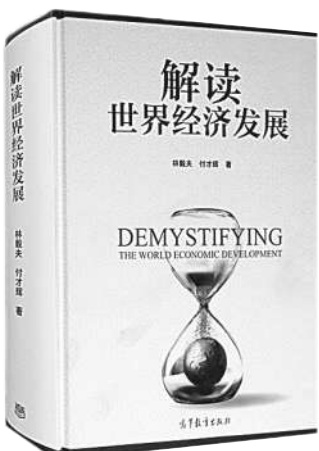 解读
世界经济发展
林毅夫 付才辉 著
DEMYSTIFYING
THE WORLD ECONOMIC DEVELOPMENT
高等教育出版社
解读世界经济发展
林毅夫 付才辉 著